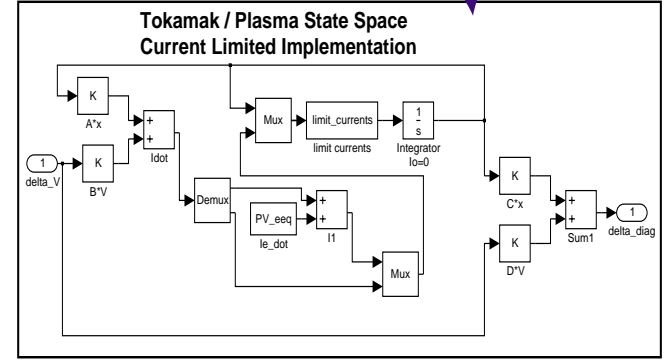 Tokamak / Plasma State Space
Current Limited Implementation
K
A*x
+
+
Idot
Mux
limit_currents
limit currents
1
s
Integrator
Io=0
1
delta_V
K
B*V
K
C*x
Demux
PV_eeq
Ie_dot
+
+
I1
+
+
Sum1
1
delta_diag
K
D*V
Mux